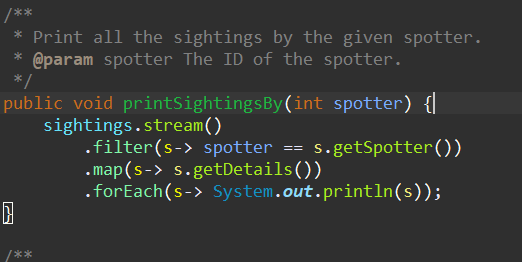 /**
 * Print all the sightings by the given spotter.
 * @param spotter The ID of the spotter.
 */
public void printSightingsBy(int spotter) {
    sightings.stream()
        .filter(s-> spotter == s.getSpotter())
        .map(s-> s.getDetails())
        .forEach(s-> System.out.println(s));
}
/**